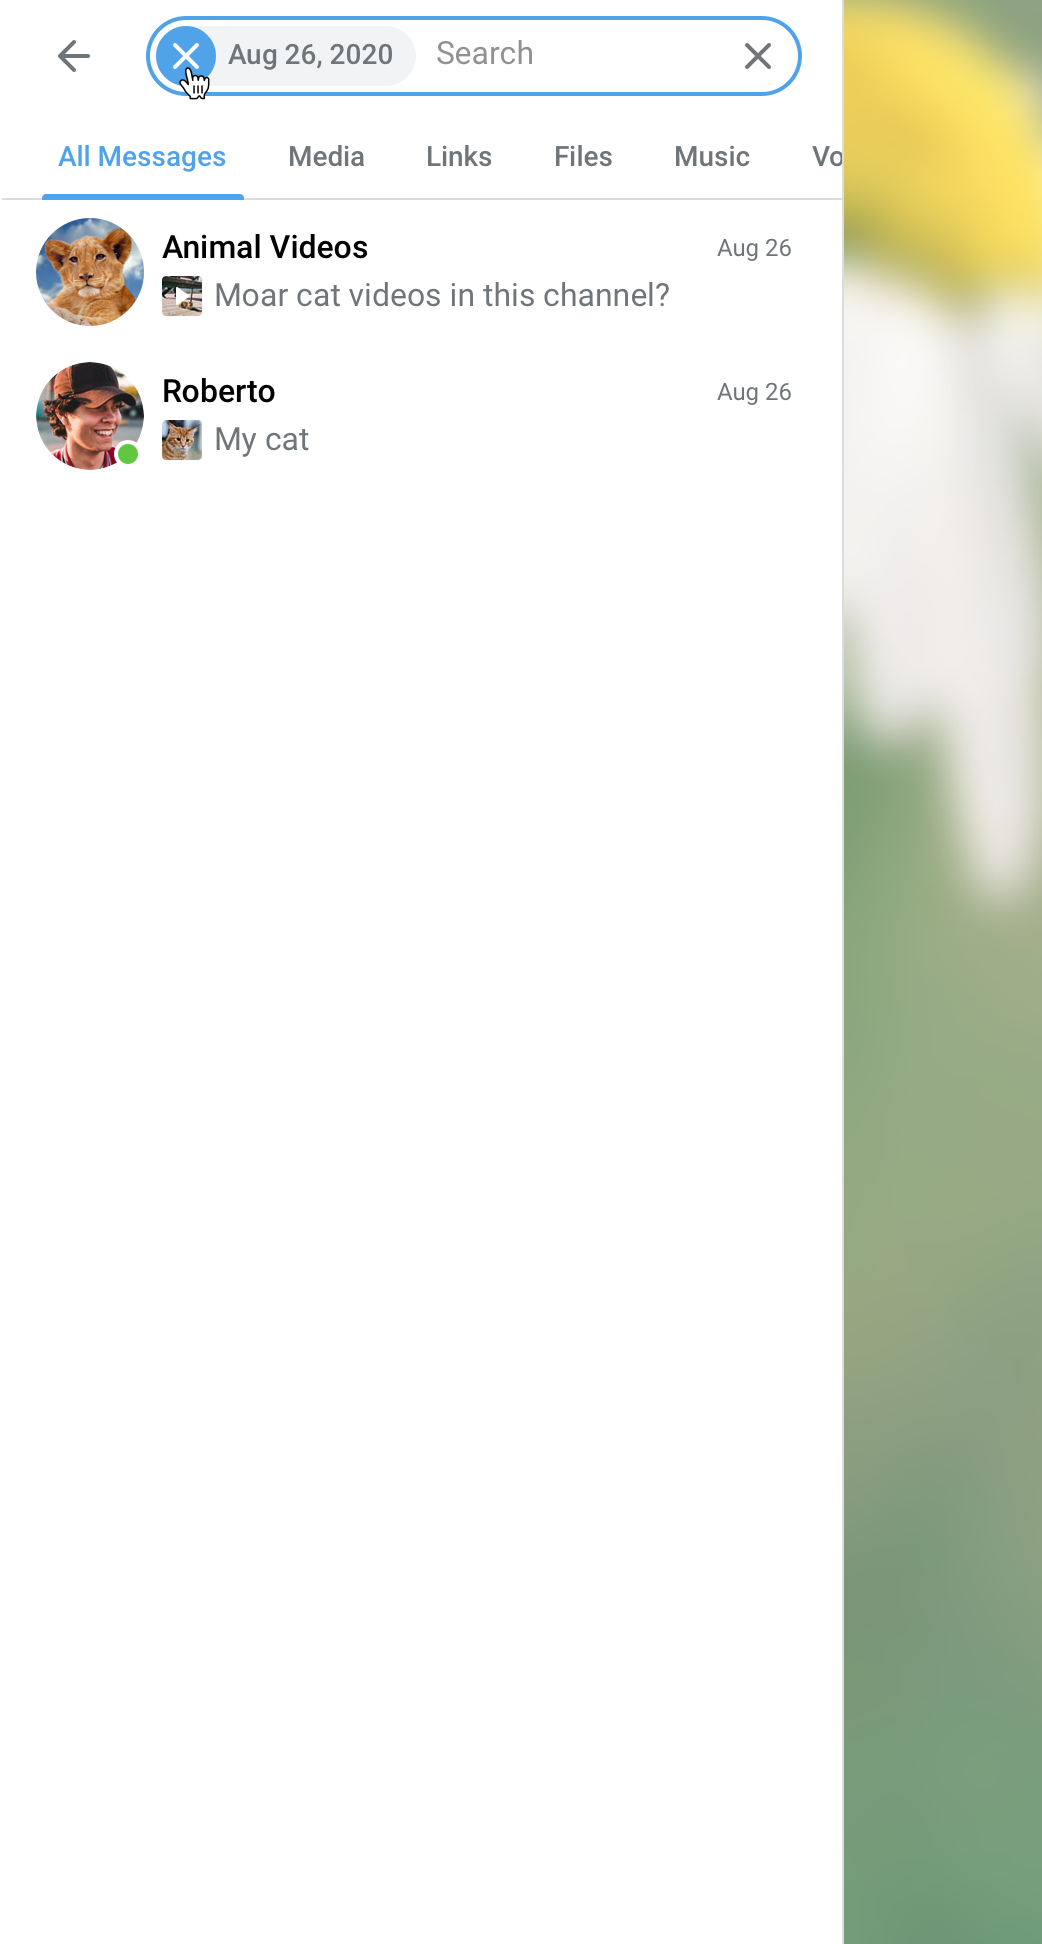 Aug 26, 2020 Search
All Messages Media Links Files Music Vo
Animal Videos Aug 26
Moar cat videos in this channel?
Roberto Aug 26
My cat